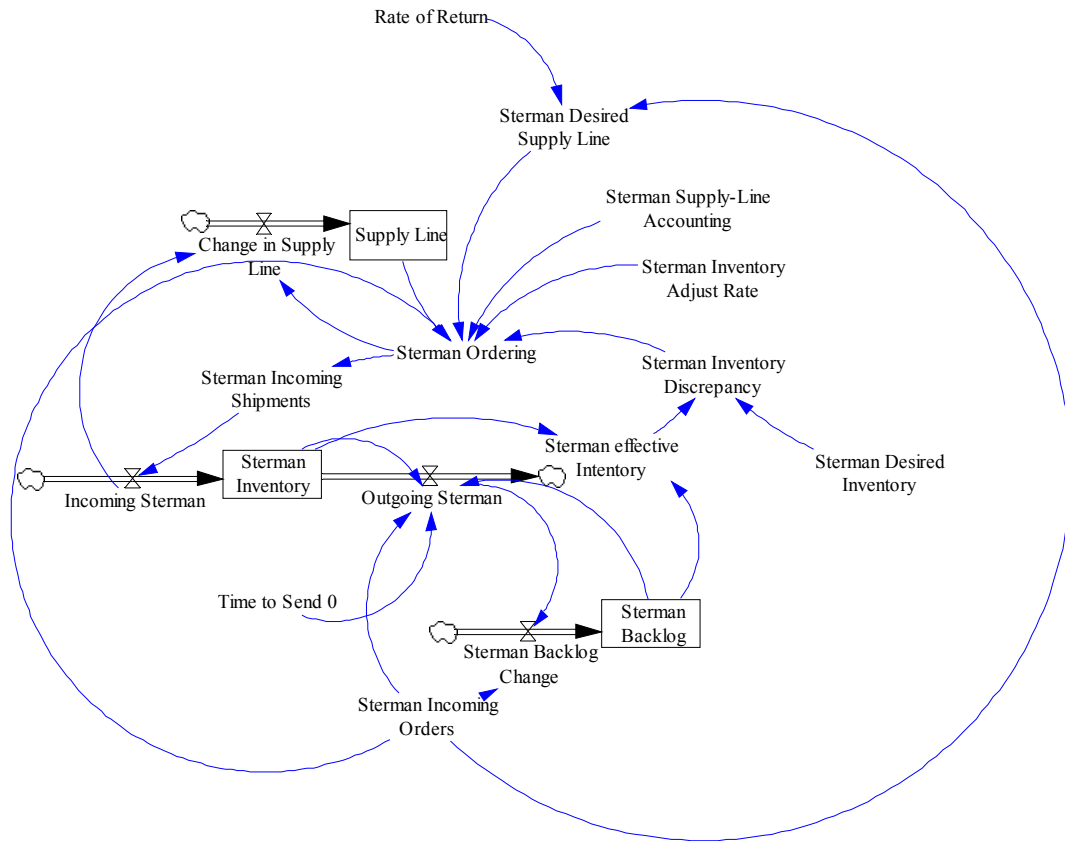 Rate of Return
Sterman Desired
Supply Line
Sterman Supply-Line
Accounting
Supply Line
Change in Supply
Line
Sterman Inventory
Adjust Rate
Sterman Ordering
Sterman Inventory
Discrepancy
Sterman Incoming
Shipments
Sterman effective
Intentory
Sterman Desired
Inventory
Sterman
Inventory
Incoming Sterman
Outgoing Sterman
Time to Send 0
Sterman
Backlog
Sterman Backlog
Change
Sterman Incoming
Orders